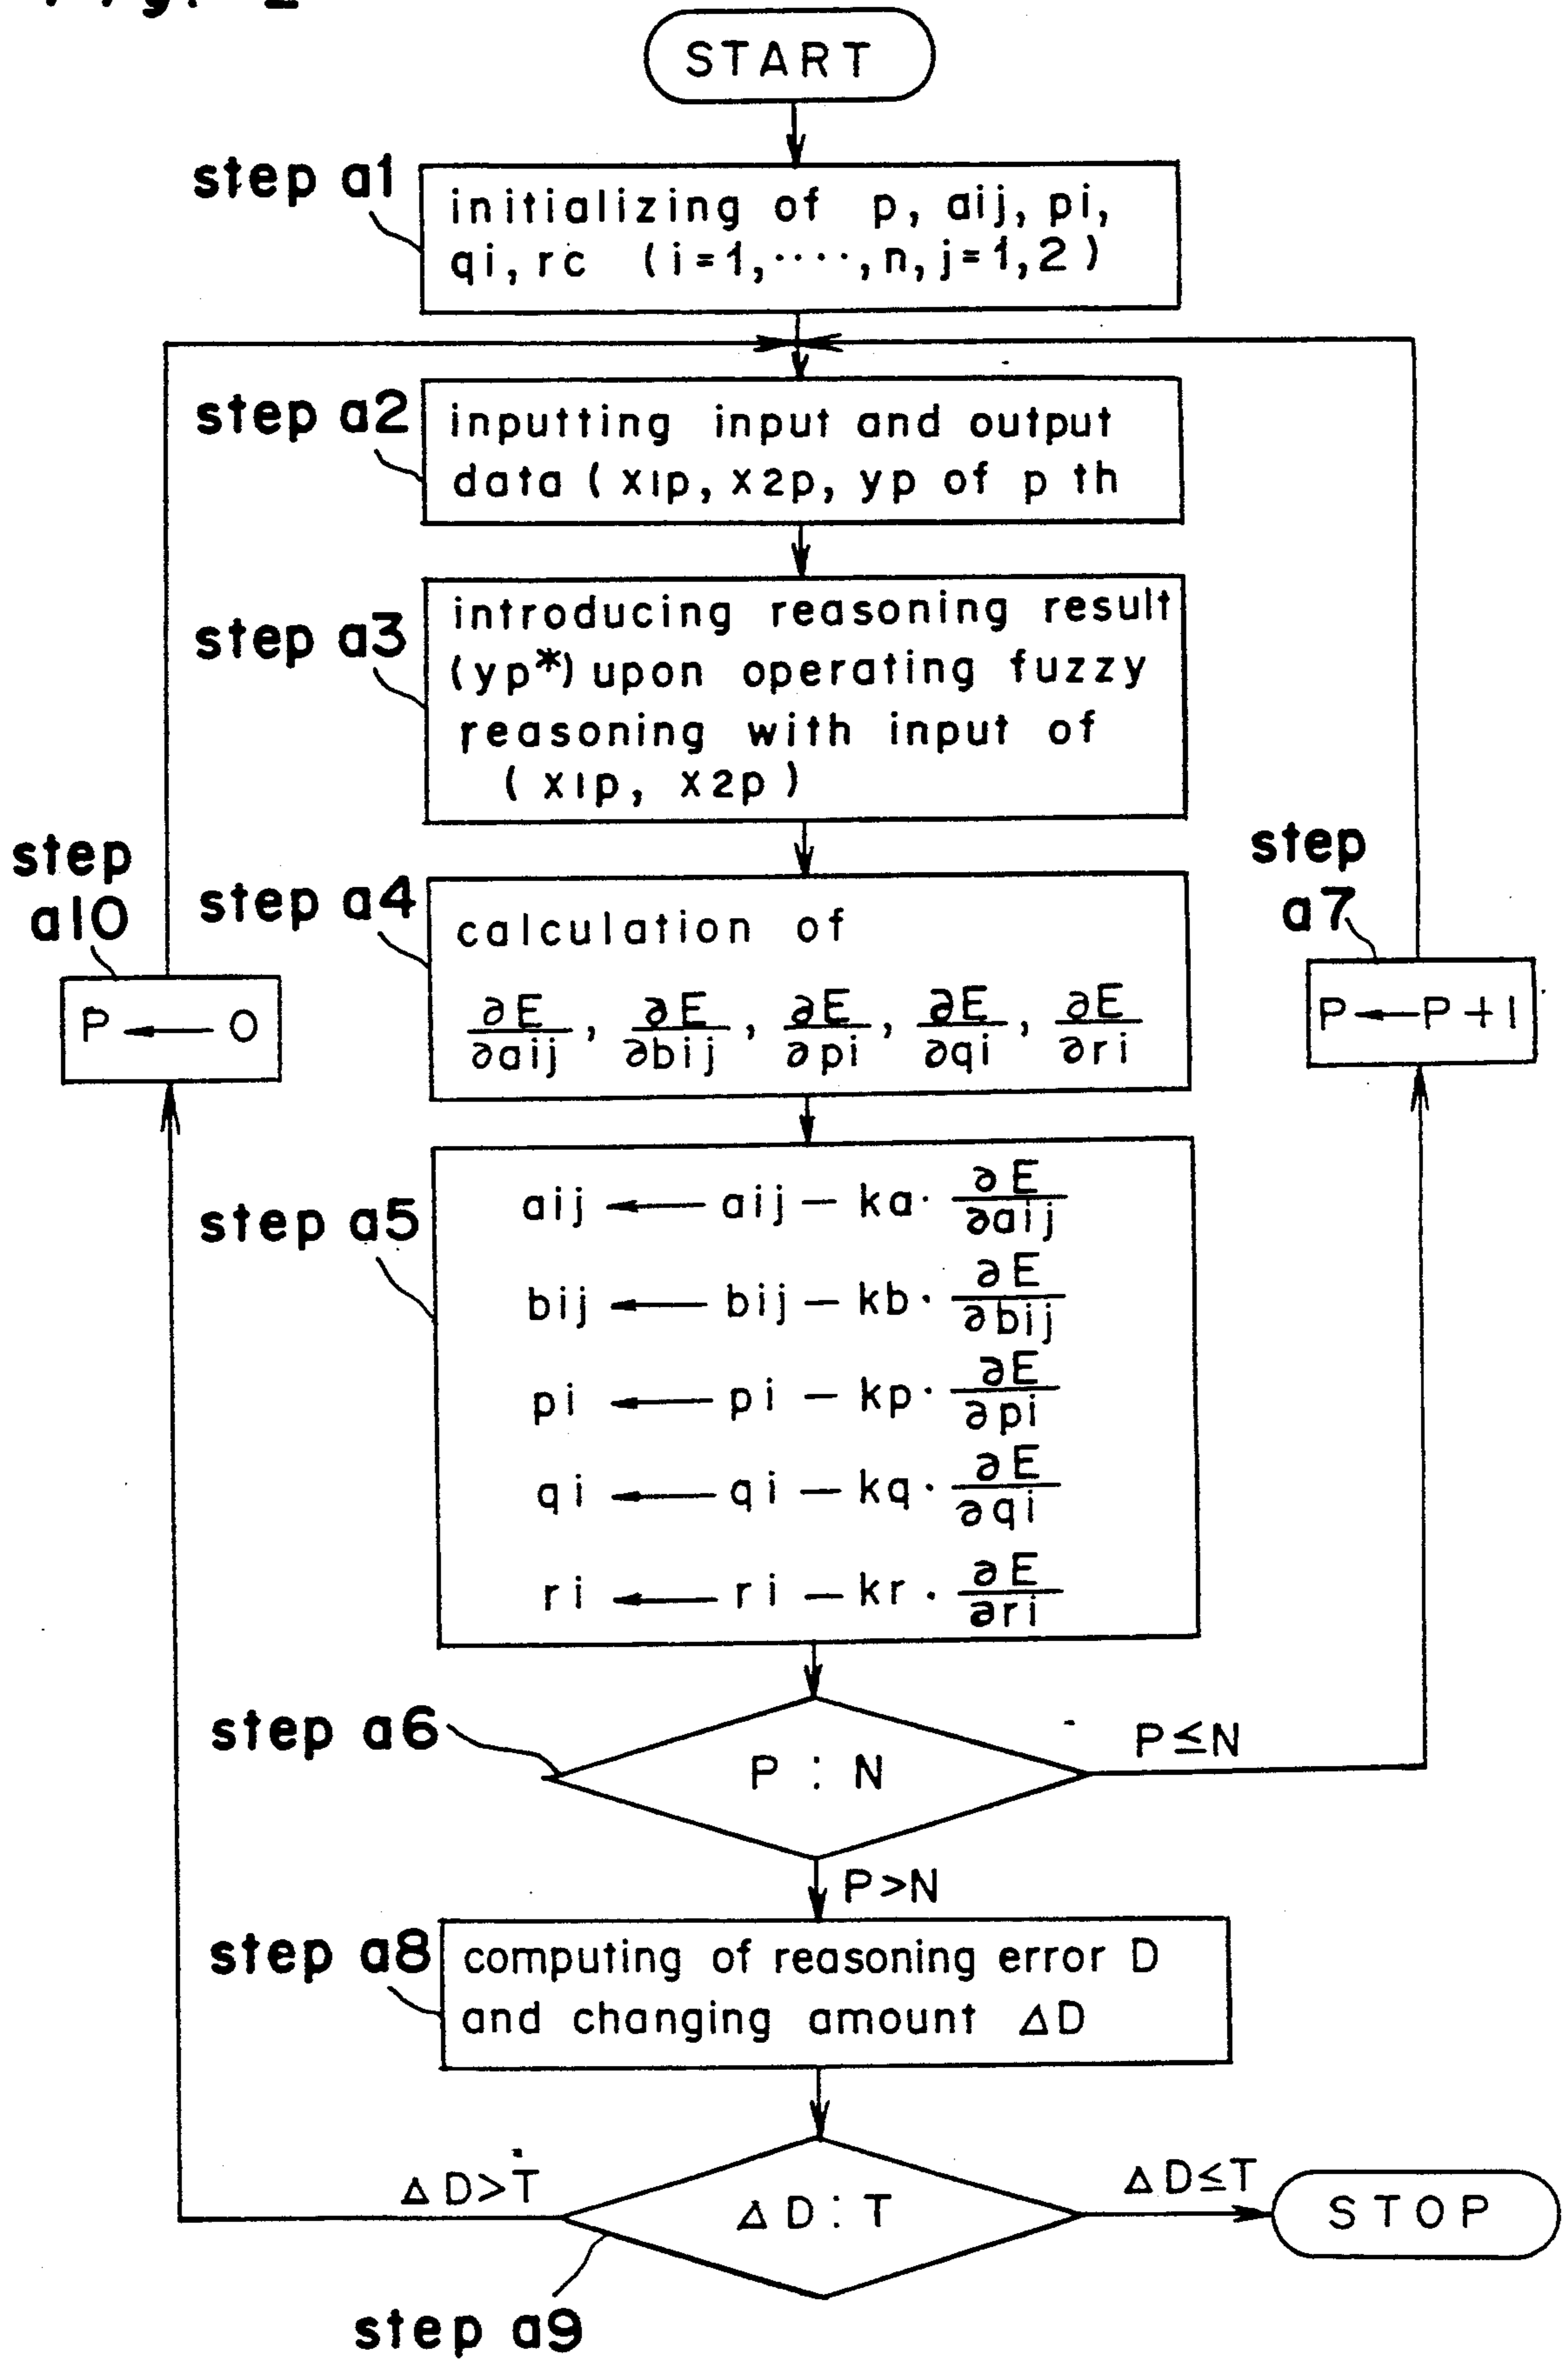 START
step a1
initializing of p, aij, pi,
qi, rc (i=1,····,n, j=1,2)
step a2
inputting input and output
data ( x1p, x2p, yp of p th
step a3
introducing reasoning result
(yp*) upon operating fuzzy
reasoning with input of
( x1p, x2p )
step a4
calculation of
∂E/∂aij, ∂E/∂bij, ∂E/∂pi, ∂E/∂qi, ∂E/∂ri
step
a10
P ← 0
step
a7
P ← P + 1
step a5
aij ← aij − ka · ∂E/∂aij
bij ← bij − kb · ∂E/∂bij
pi ← pi − kp · ∂E/∂pi
qi ← qi − kq · ∂E/∂qi
ri ← ri − kr · ∂E/∂ri
step a6
P : N
P≤N
P>N
step a8
computing of reasoning error D
and changing amount ΔD
ΔD>T
ΔD : T
ΔD≤T
STOP
step a9